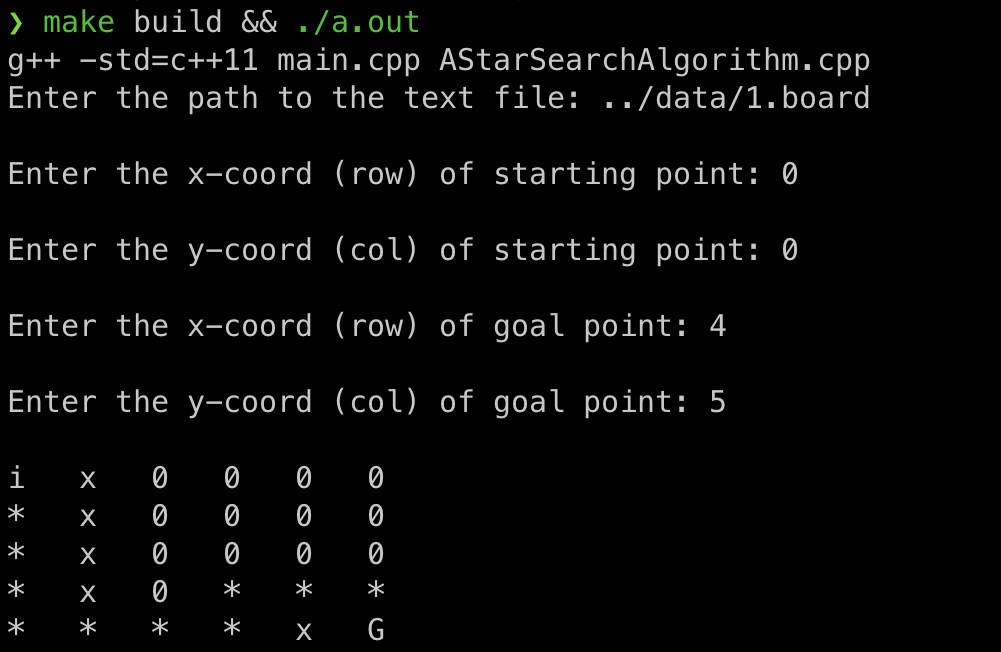 ❯ make build && ./a.out
g++ -std=c++11 main.cpp AStarSearchAlgorithm.cpp
Enter the path to the text file: ../data/1.board
Enter the x-coord (row) of starting point: 0
Enter the y-coord (col) of starting point: 0
Enter the x-coord (row) of goal point: 4
Enter the y-coord (col) of goal point: 5
i x 0 0 0 0
* x 0 0 0 0
* x 0 0 0 0
* x 0 * * *
* * * * x G